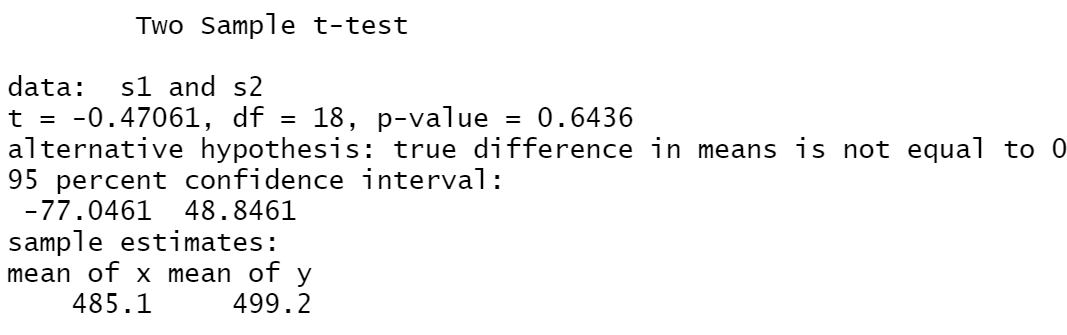 Two Sample t-test
data: s1 and s2
t = -0.47061, df = 18, p-value = 0.6436
alternative hypothesis: true difference in means is not equal to 0
95 percent confidence interval:
-77.0461 48.8461
sample estimates:
mean of x mean of y
485.1 499.2